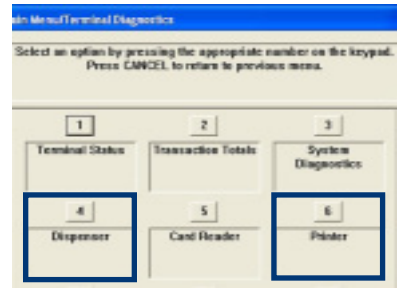 ain Menu/Terminal Diagnostics
Select an option by pressing the appropriate number on the keypad.
Press CANCEL to return to previous menu.
1 2 3
Terminal Status Transaction Totals System
Diagnostics
4 5 6
Dispenser Card Reader Printer